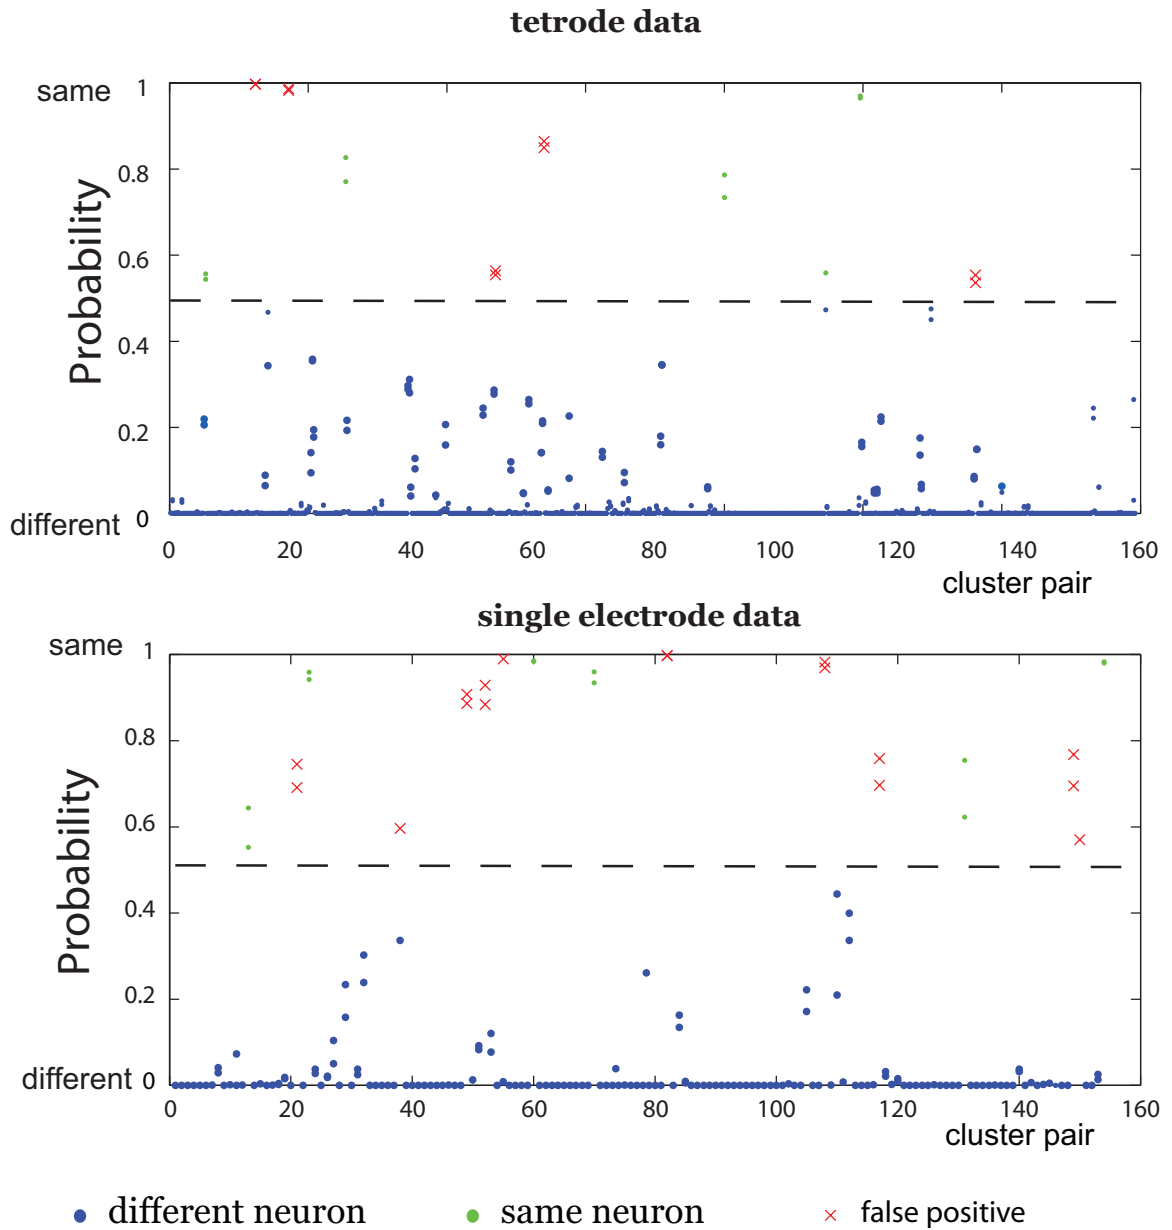 tetrode data
same
1
0.8
0.6
0.4
0.2
0
different
Probability
0 20 40 60 80 100 120 140 160
cluster pair
single electrode data
same
1
0.8
0.6
0.4
0.2
0
different
Probability
0 20 40 60 80 100 120 140 160
cluster pair
different neuron same neuron false positive